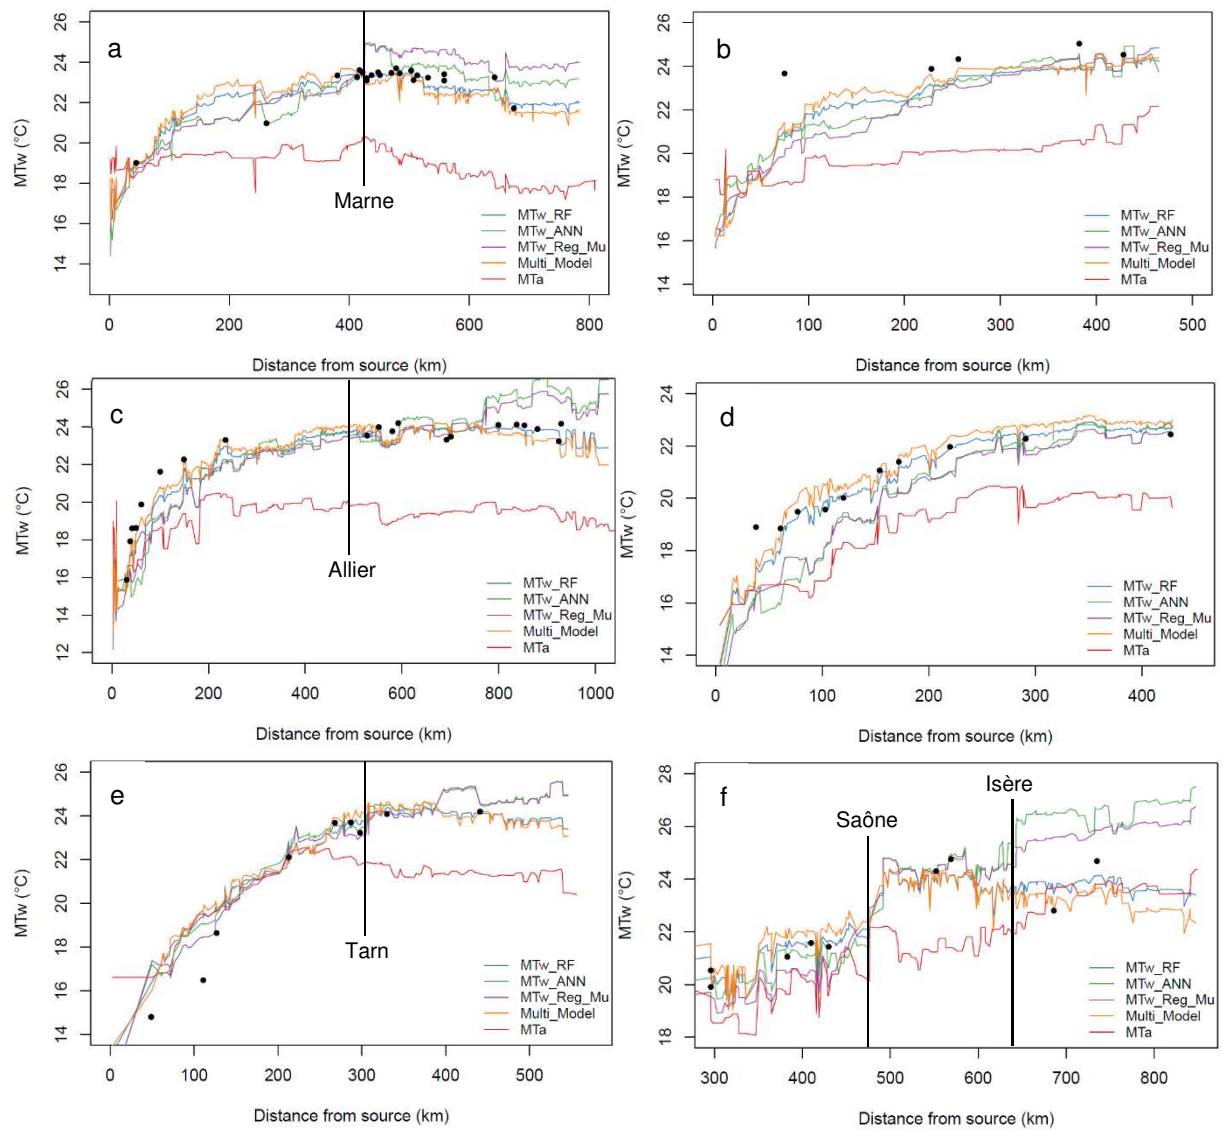 a
26
24
22
20
18
16
14
MTw (°C)
Marne
MTw_RF
MTw_ANN
MTw_Reg_Mu
Multi_Model
MTa
0 200 400 600 800
Distance from source (km)
b
26
24
22
20
18
16
14
MTw (°C)
MTw_RF
MTw_ANN
MTw_Reg_Mu
Multi_Model
MTa
0 100 200 300 400 500
Distance from source (km)
c
26
24
22
20
18
16
14
12
MTw (°C)
Allier
MTw_RF
MTw_ANN
MTw_Reg_Mu
Multi_Model
MTa
0 200 400 600 800 1000
Distance from source (km)
d
24
22
20
18
16
14
MTw (°C)
MTw_RF
MTw_ANN
MTw_Reg_Mu
Multi_Model
MTa
0 100 200 300 400
Distance from source (km)
e
26
24
22
20
18
16
14
MTw (°C)
Tarn
MTw_RF
MTw_ANN
MTw_Reg_Mu
Multi_Model
MTa
0 100 200 300 400 500
Distance from source (km)
f
28
26
24
22
20
18
MTw (°C)
Saône
Isère
MTw_RF
MTw_ANN
MTw_Reg_Mu
Multi_Model
MTa
300 400 500 600 700 800
Distance from source (km)